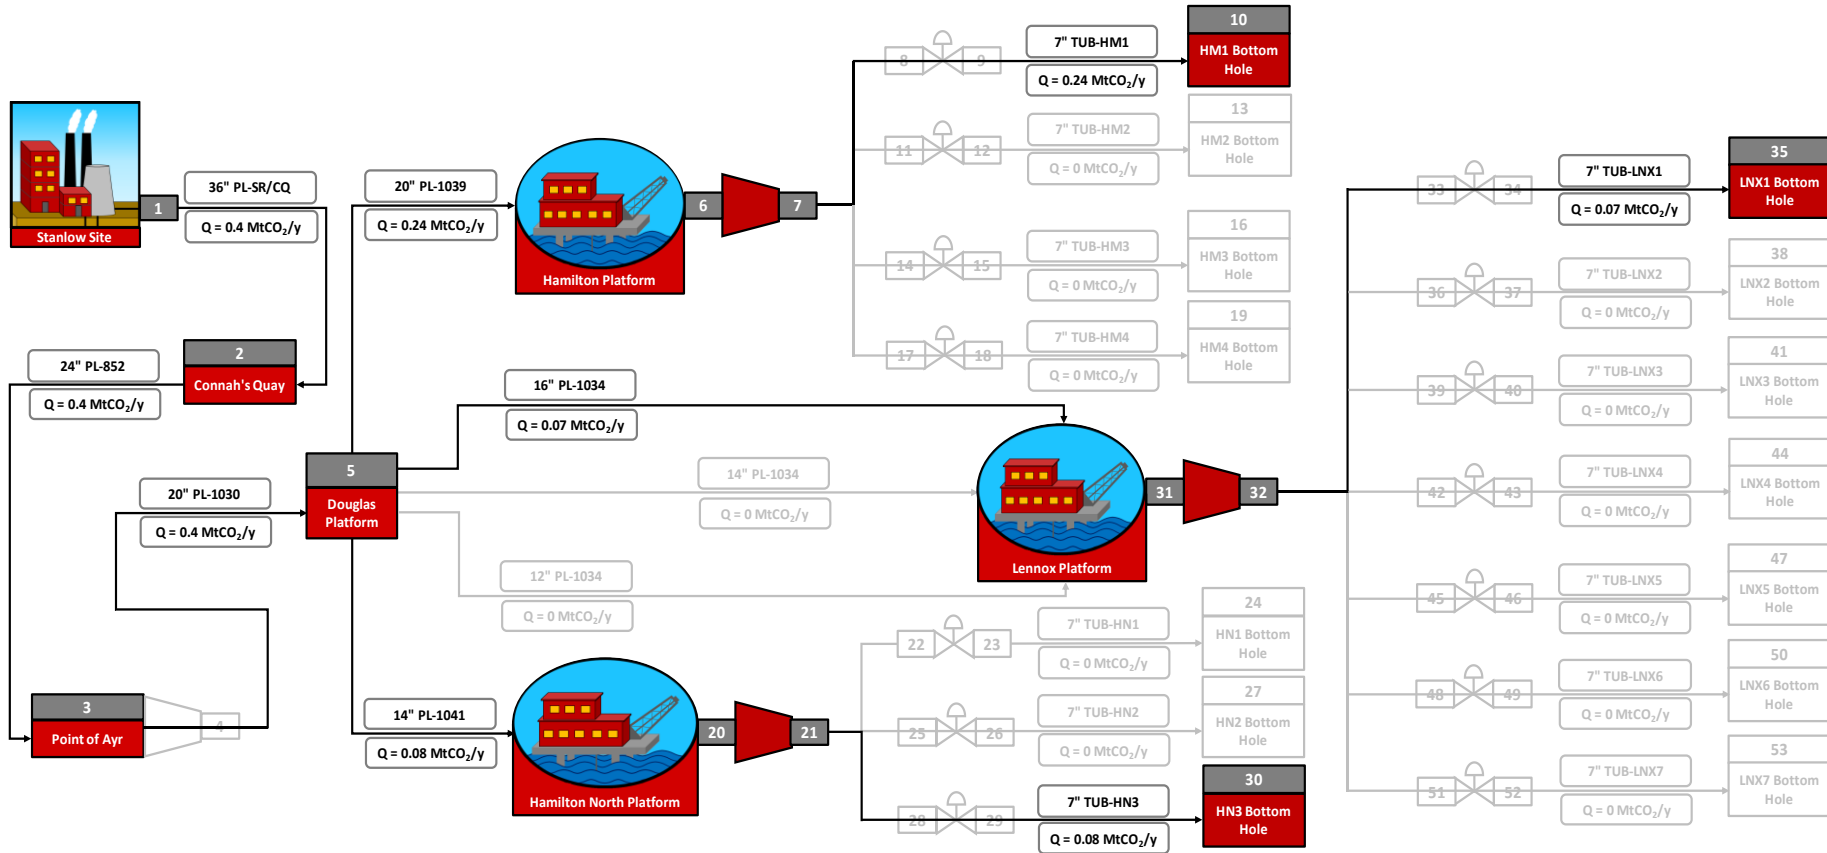 1
Stanlow Site
36" PL-SR/CQ
Q = 0.4 MtCO₂/y
2
Connah's Quay
24" PL-852
Q = 0.4 MtCO₂/y
3
Point of Ayr
4
20" PL-1030
Q = 0.4 MtCO₂/y
5
Douglas
Platform
20" PL-1039
Q = 0.24 MtCO₂/y
Hamilton Platform
6
7
8
9
7" TUB-HM1
Q = 0.24 MtCO₂/y
10
HM1 Bottom
Hole
11
12
7" TUB-HM2
Q = 0 MtCO₂/y
13
HM2 Bottom
Hole
14
15
7" TUB-HM3
Q = 0 MtCO₂/y
16
HM3 Bottom
Hole
17
18
7" TUB-HM4
Q = 0 MtCO₂/y
19
HM4 Bottom
Hole
16" PL-1034
Q = 0.07 MtCO₂/y
14" PL-1034
Q = 0 MtCO₂/y
12" PL-1034
Q = 0 MtCO₂/y
Lennox Platform
31
32
14" PL-1041
Q = 0.08 MtCO₂/y
Hamilton North Platform
20
21
22
23
7" TUB-HN1
Q = 0 MtCO₂/y
24
HN1 Bottom
Hole
25
26
7" TUB-HN2
Q = 0 MtCO₂/y
27
HN2 Bottom
Hole
28
29
7" TUB-HN3
Q = 0.08 MtCO₂/y
30
HN3 Bottom
Hole
33
34
7" TUB-LNX1
Q = 0.07 MtCO₂/y
35
LNX1 Bottom
Hole
36
37
7" TUB-LNX2
Q = 0 MtCO₂/y
38
LNX2 Bottom
Hole
39
40
7" TUB-LNX3
Q = 0 MtCO₂/y
41
LNX3 Bottom
Hole
42
43
7" TUB-LNX4
Q = 0 MtCO₂/y
44
LNX4 Bottom
Hole
45
46
7" TUB-LNX5
Q = 0 MtCO₂/y
47
LNX5 Bottom
Hole
48
49
7" TUB-LNX6
Q = 0 MtCO₂/y
50
LNX6 Bottom
Hole
51
52
7" TUB-LNX7
Q = 0 MtCO₂/y
53
LNX7 Bottom
Hole